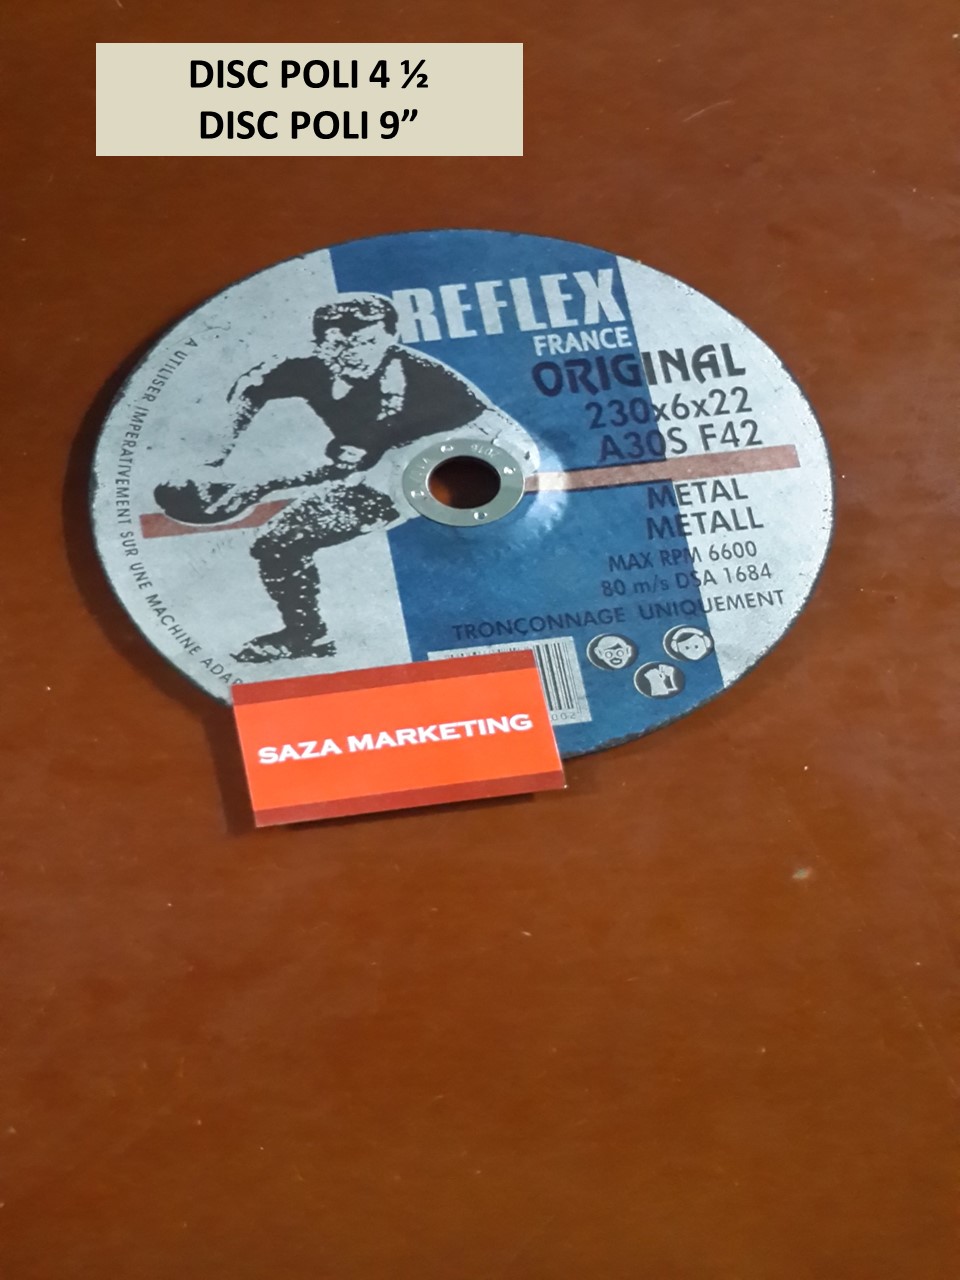 DISC POLI 4 ½
DISC POLI 9”
REFLEX
FRANCE
ORIGINAL
230x6x22
A30S F42
METAL
METALL
MAX RPM 6600
80 m/s DSA 1684
TRONÇONNAGE UNIQUEMENT
A UTILISER IMPERATIVEMENT SUR UNE MACHINE
SAZA MARKETING